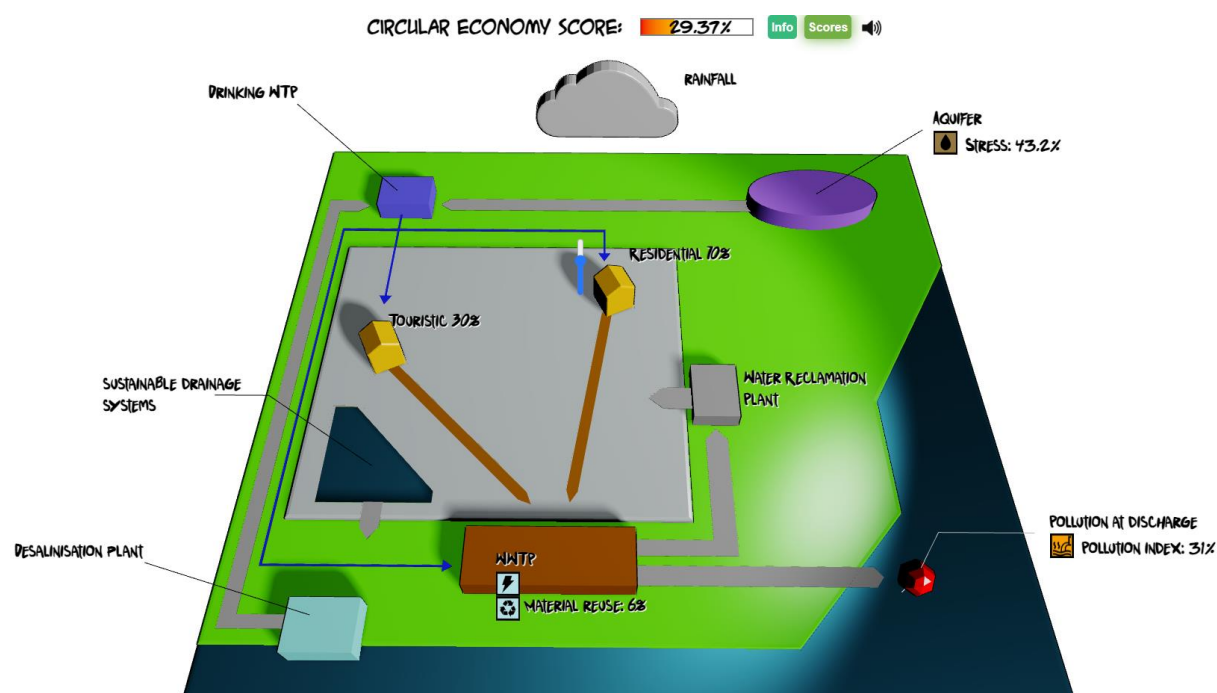 CIRCULAR ECONOMY SCORE: 29.37% Info Scores
RAINFALL
DRINKING WTP
AQUIFER
STRESS: 43.2%
RESIDENTIAL 70%
TOURISTIC 30%
WATER RECLAMATION
PLANT
SUSTAINABLE DRAINAGE
SYSTEMS
POLLUTION AT DISCHARGE
POLLUTION INDEX: 31%
DESALINISATION PLANT
WWTP
MATERIAL REUSE: 6%